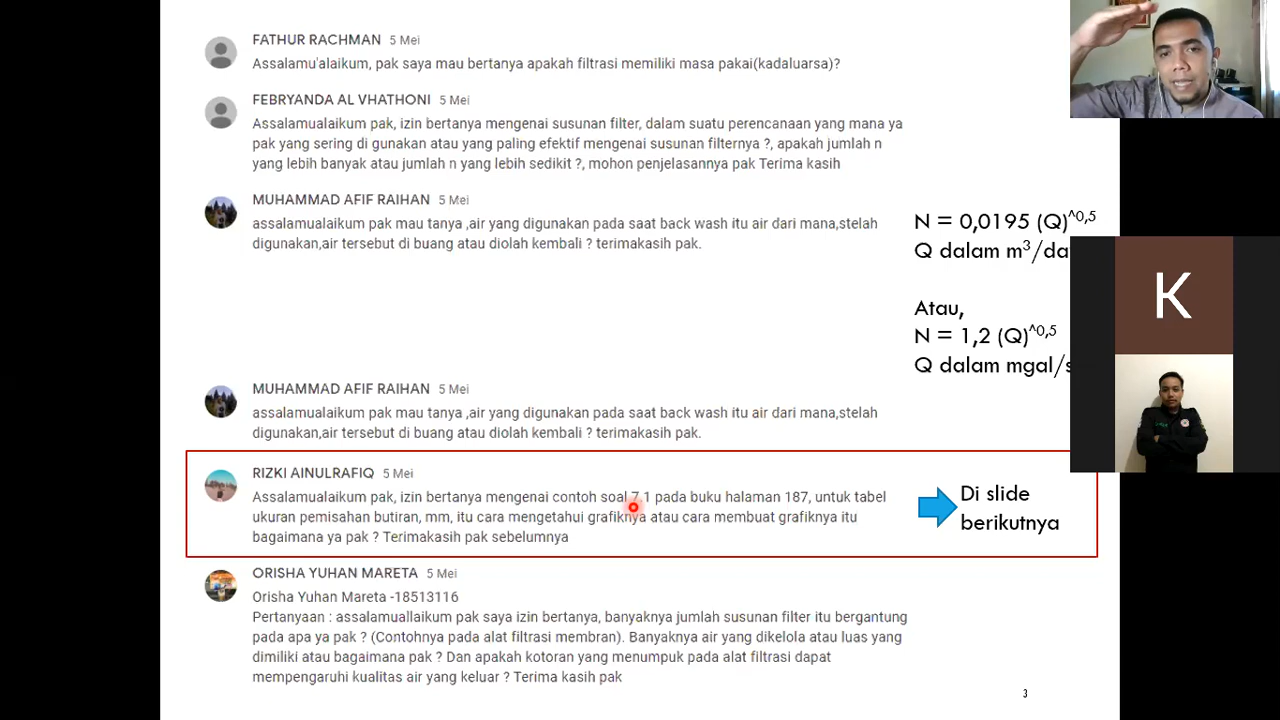 FATHUR RACHMAN 5 Mei
Assalamu'alaikum, pak saya mau bertanya apakah filtrasi memiliki masa pakai(kadaluarsa)?
FEBRYANDA AL VHATHONI 5 Mei
Assalamualaikum pak, izin bertanya mengenai susunan filter, dalam suatu perencanaan yang mana ya
pak yang sering di gunakan atau yang paling efektif mengenai susunan filternya ?, apakah jumlah n
yang lebih banyak atau jumlah n yang lebih sedikit ?, mohon penjelasannya pak Terima kasih
MUHAMMAD AFIF RAIHAN 5 Mei
assalamualaikum pak mau tanya ,air yang digunakan pada saat back wash itu air dari mana,stelah
digunakan,air tersebut di buang atau diolah kembali ? terimakasih pak.
N = 0,0195 (Q)^0,5
Q dalam m³/da
Atau,
N = 1,2 (Q)^0,5
Q dalam mgal/
MUHAMMAD AFIF RAIHAN 5 Mei
assalamualaikum pak mau tanya ,air yang digunakan pada saat back wash itu air dari mana,stelah
digunakan,air tersebut di buang atau diolah kembali ? terimakasih pak.
RIZKI AINULRAFIQ 5 Mei
Assalamualaikum pak, izin bertanya mengenai contoh soal 7.1 pada buku halaman 187, untuk tabel
ukuran pemisahan butiran, mm, itu cara mengetahui grafiknya atau cara membuat grafiknya itu
bagaimana ya pak ? Terimakasih pak sebelumnya
Di slide
berikutnya
ORISHA YUHAN MARETA 5 Mei
Orisha Yuhan Mareta -18513116
Pertanyaan : assalamuallaikum pak saya izin bertanya, banyaknya jumlah susunan filter itu bergantung
pada apa ya pak ? (Contohnya pada alat filtrasi membran). Banyaknya air yang dikelola atau luas yang
dimiliki atau bagaimana pak ? Dan apakah kotoran yang menumpuk pada alat filtrasi dapat
mempengaruhi kualitas air yang keluar ? Terima kasih pak
3
K